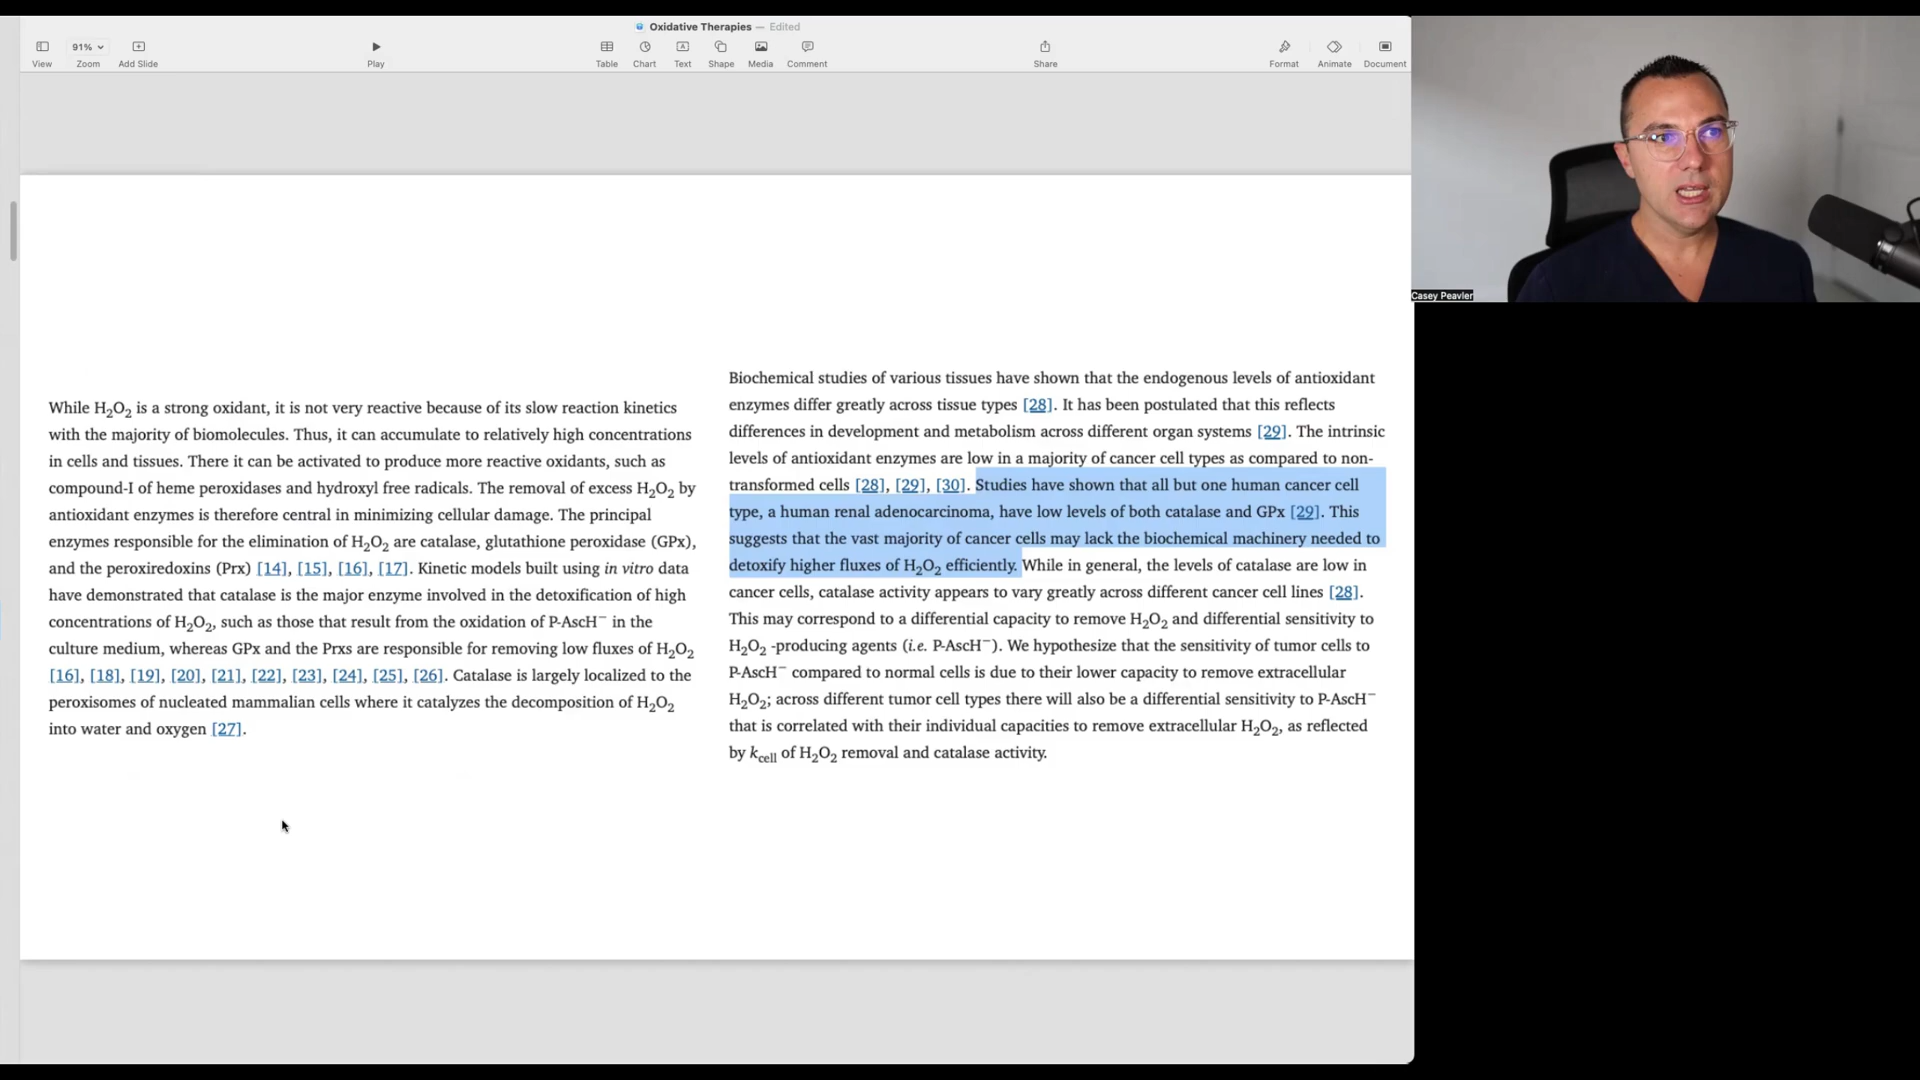 Oxidative Therapies — Edited
91%
View
Zoom
Add Slide
Play
Table
Chart
Text
Shape
Media
Comment
Share
Format
Animate
Document
Casey Peavler
While H₂O₂ is a strong oxidant, it is not very reactive because of its slow reaction kinetics
with the majority of biomolecules. Thus, it can accumulate to relatively high concentrations
in cells and tissues. There it can be activated to produce more reactive oxidants, such as
compound-I of heme peroxidases and hydroxyl free radicals. The removal of excess H₂O₂ by
antioxidant enzymes is therefore central in minimizing cellular damage. The principal
enzymes responsible for the elimination of H₂O₂ are catalase, glutathione peroxidase (GPx),
and the peroxiredoxins (Prx) [14], [15], [16], [17]. Kinetic models built using in vitro data
have demonstrated that catalase is the major enzyme involved in the detoxification of high
concentrations of H₂O₂, such as those that result from the oxidation of P-AscH⁻ in the
culture medium, whereas GPx and the Prxs are responsible for removing low fluxes of H₂O₂
[16], [18], [19], [20], [21], [22], [23], [24], [25], [26]. Catalase is largely localized to the
peroxisomes of nucleated mammalian cells where it catalyzes the decomposition of H₂O₂
into water and oxygen [27].
Biochemical studies of various tissues have shown that the endogenous levels of antioxidant
enzymes differ greatly across tissue types [28]. It has been postulated that this reflects
differences in development and metabolism across different organ systems [29]. The intrinsic
levels of antioxidant enzymes are low in a majority of cancer cell types as compared to non-
transformed cells [28], [29], [30]. Studies have shown that all but one human cancer cell
type, a human renal adenocarcinoma, have low levels of both catalase and GPx [29]. This
suggests that the vast majority of cancer cells may lack the biochemical machinery needed to
detoxify higher fluxes of H₂O₂ efficiently. While in general, the levels of catalase are low in
cancer cells, catalase activity appears to vary greatly across different cancer cell lines [28].
This may correspond to a differential capacity to remove H₂O₂ and differential sensitivity to
H₂O₂ -producing agents (i.e. P-AscH⁻). We hypothesize that the sensitivity of tumor cells to
P-AscH⁻ compared to normal cells is due to their lower capacity to remove extracellular
H₂O₂; across different tumor cell types there will also be a differential sensitivity to P-AscH⁻
that is correlated with their individual capacities to remove extracellular H₂O₂, as reflected
by k_cell of H₂O₂ removal and catalase activity.